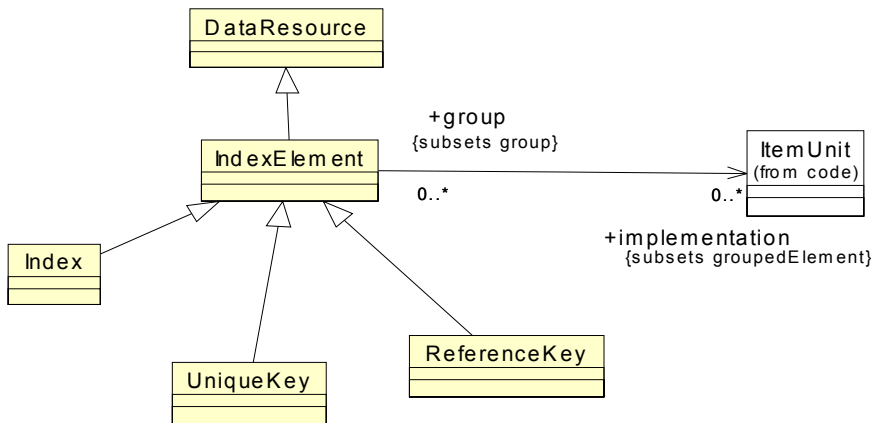 DataResource
+group
{subsets group}
IndexElement
ItemUnit
(from code)
0..*
0..*
+implementation
{subsets groupedElement}
Index
ReferenceKey
UniqueKey